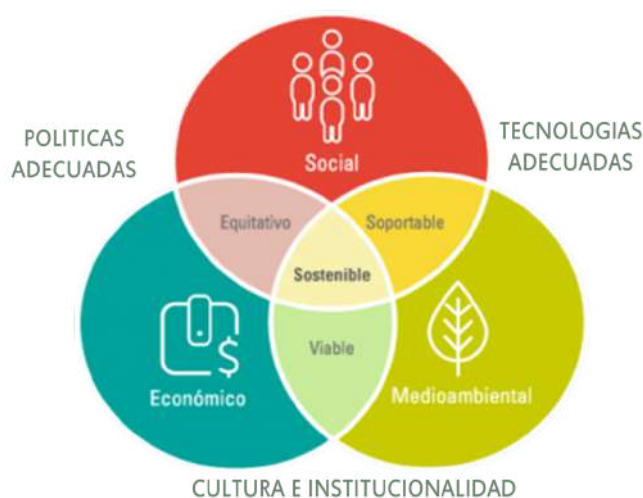 Social
POLITICAS
ADECUADAS
TECNOLOGIAS
ADECUADAS
Equitativo
Soportable
Sostenible
Viable
$
Económico
Medioambiental
CULTURA E INSTITUCIONALIDAD